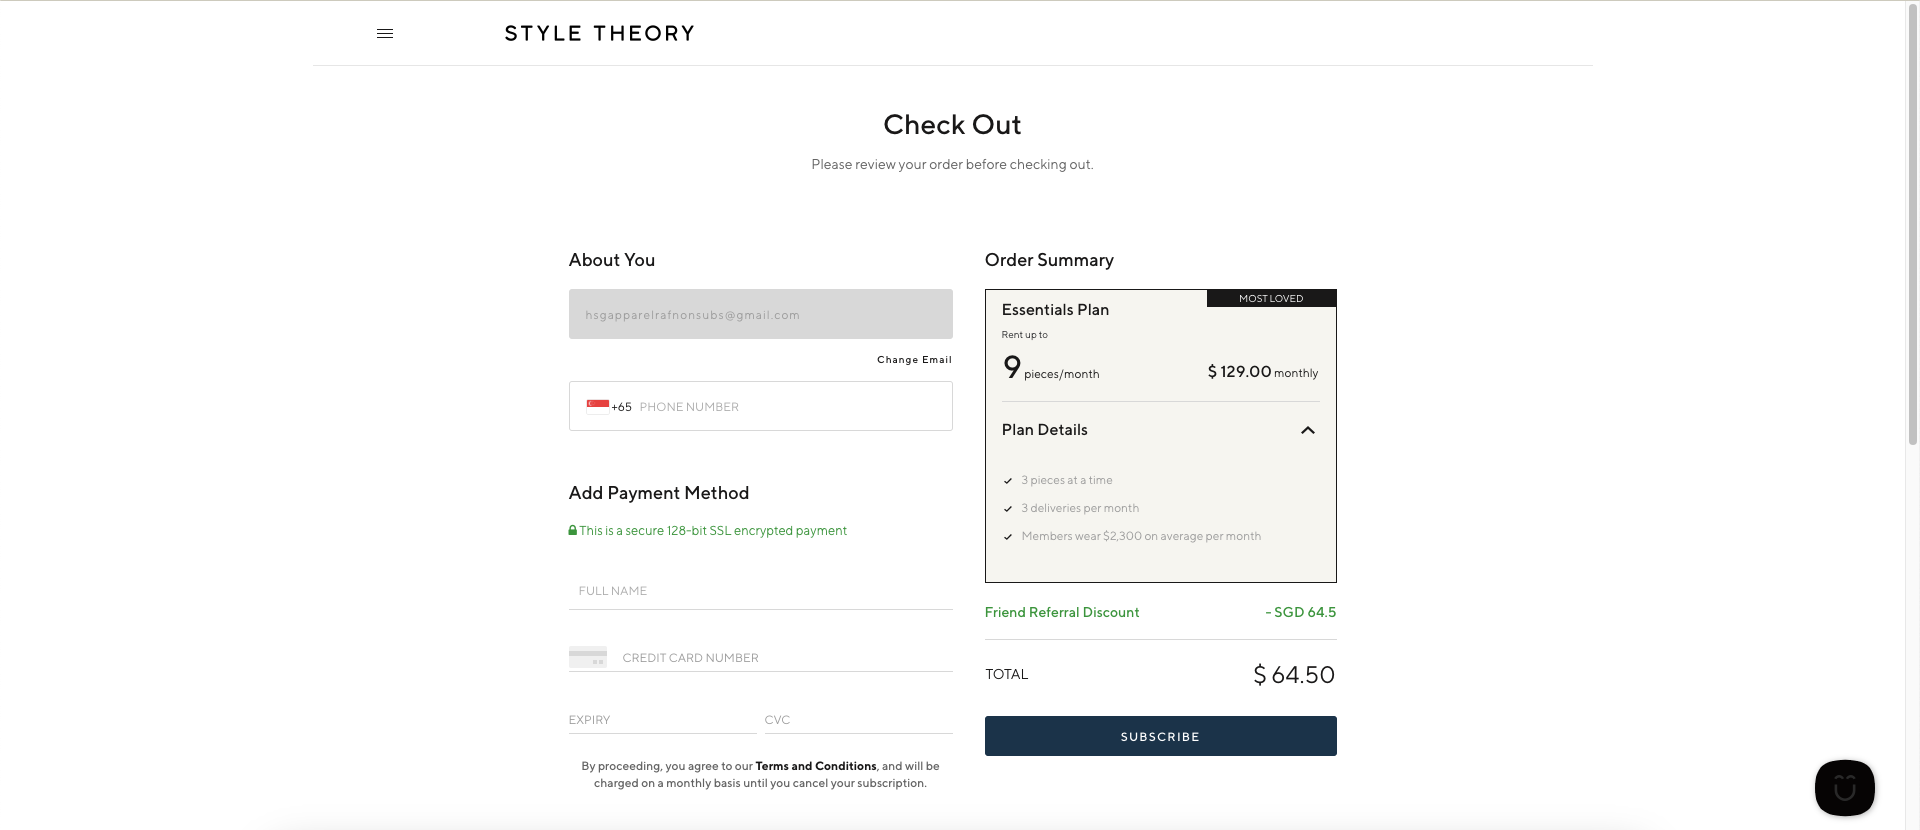 STYLE THEORY
Check Out
Please review your order before checking out.
About You
hsgapparelrafnonsubs@gmail.com
Change Email
+65 PHONE NUMBER
Add Payment Method
This is a secure 128-bit SSL encrypted payment
FULL NAME
CREDIT CARD NUMBER
EXPIRY CVC
By proceeding, you agree to our Terms and Conditions, and will be
charged on a monthly basis until you cancel your subscription.
Order Summary
MOST LOVED
Essentials Plan
Rent up to
9 pieces/month $ 129.00 monthly
Plan Details
3 pieces at a time
3 deliveries per month
Members wear $2,300 on average per month
Friend Referral Discount - SGD 64.5
TOTAL $ 64.50
SUBSCRIBE